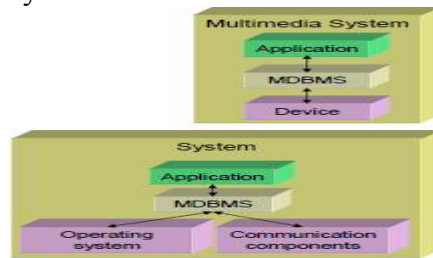 y
Multimedia System
Application
MDBMS
Device
System
Application
MDBMS
Operating system
Communication components